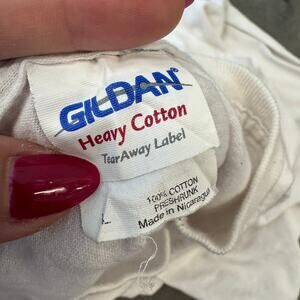 GILDAN®
Heavy Cotton
TearAway Label
100% COTTON
PRESHRUNK
Made in Nicaragua